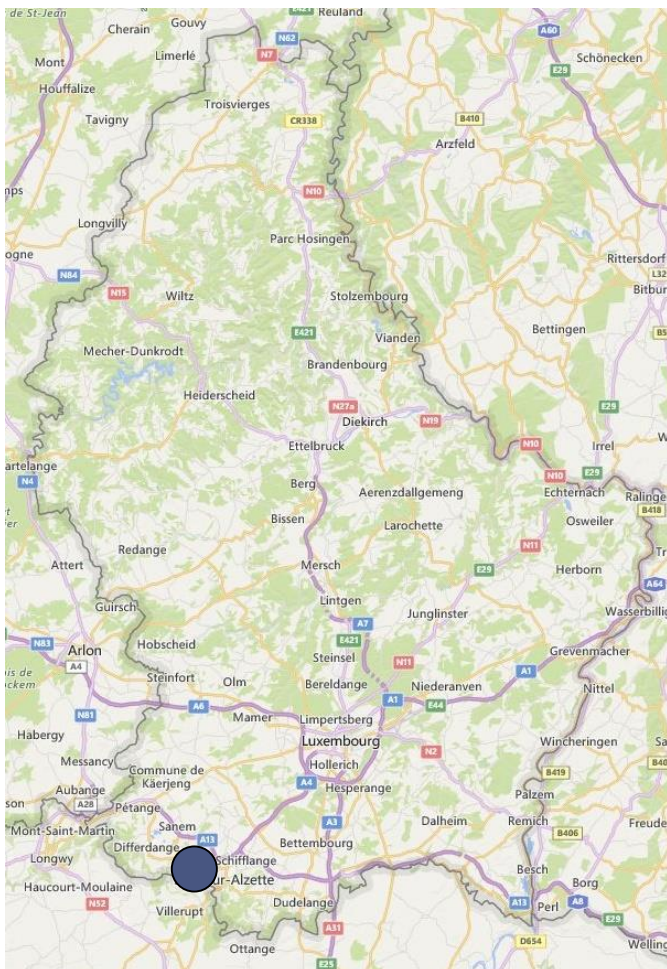 de St-Jean
Cherain
Gouvy
E421
Reuland
N62
A60
Limerlé
N7
Mont
Schönecken
E29
Houffalize
Troisvierges
Tavigny
CR338
B410
Arzfeld
N10
Longvilly
Parc Hosingen
ogne
N84
Rittersdorf
L32
N15
Wiltz
Stolzembourg
Bitbur
Bettingen
E421
Vianden
Mecher-Dunkrodt
Brandenbourg
Heiderscheid
N27a
E29
Diekirch
N19
Ettelbruck
N10
Irrel
artelange
N4
Berg
N10
E29
Aerenzdallgemeng
Echternach
Ralinge
Bissen
B418
Larochette
Osweiler
Redange
N11
Attert
Mersch
E29
Herborn
A64
Guirsch
Lintgen
Junglinster
Wasserbillig
A7
N83
Arlon
Hobscheid
E421
A4
Steinsel
N11
Grevenmacher
Steinfort
Olm
Bereldange
A1
Niederanven
A1
Nittel
A6
Mamer
Limpertsberg
E44
N81
Luxembourg
N2
Habergy
Wincheringen
Messancy
Commune de
Käerjeng
Hollerich
A4
Hesperange
B419
Aubange
Palzem
A28
Pétange
A3
Dalheim
Remich
Freude
Sanem
A13
B406
Mont-Saint-Martin
Differdange
Bettembourg
Longwy
Schifflange
Besch
Haucourt-Moulaine
ur-Alzette
Borg
N52
Dudelange
A13
Perl
A8
Villerupt
E29
A31
Ottange
D654
Welling
E25